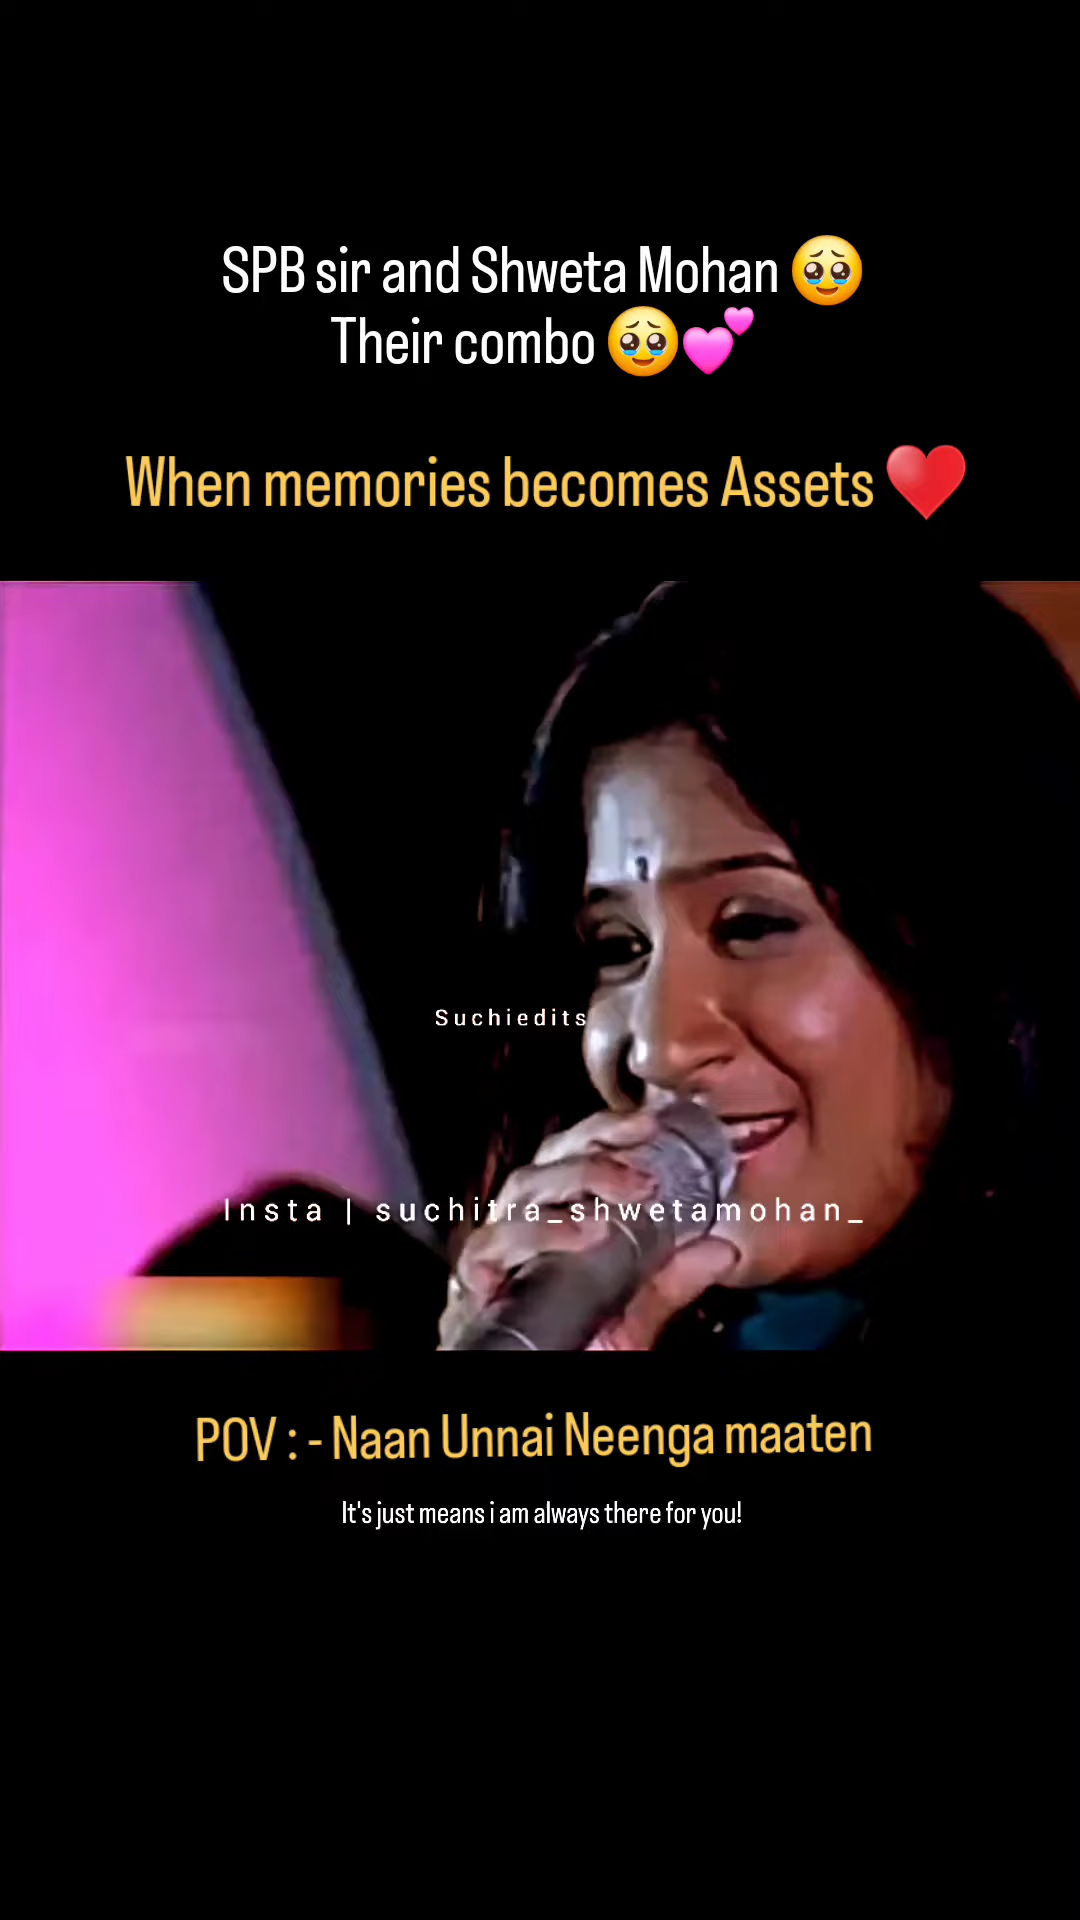 SPB sir and Shweta Mohan 🥹
Their combo 🥹💕
When memories becomes Assets ♥️
Suchiedits
Insta | suchitra_shwetamohan_
POV : - Naan Unnai Neenga maaten
It's just means i am always there for you!